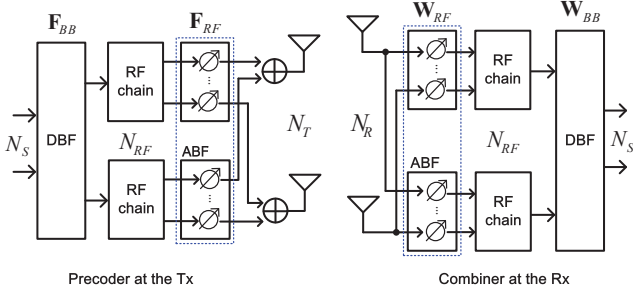 F_BB
F_RF
W_RF
W_BB
N_S
DBF
RF
chain
N_RF
RF
chain
ABF
N_T
N_R
ABF
RF
chain
N_RF
RF
chain
DBF
N_S
Precoder at the Tx
Combiner at the Rx